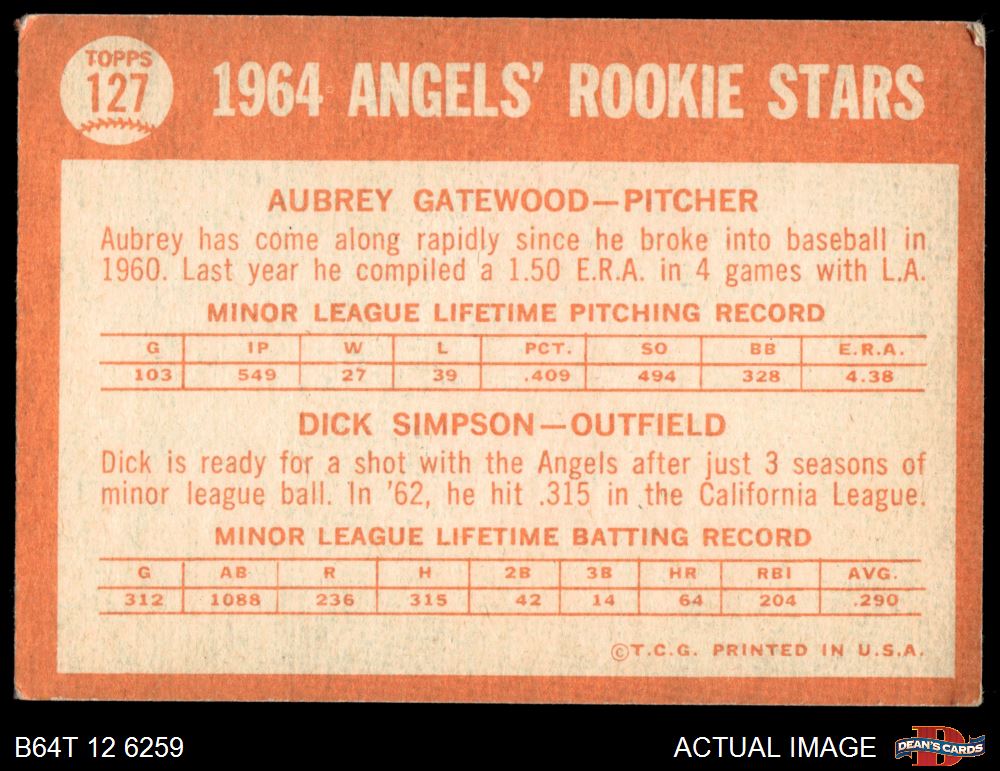 TOPPS
127
1964 ANGELS' ROOKIE STARS
AUBREY GATEWOOD—PITCHER
Aubrey has come along rapidly since he broke into baseball in
1960. Last year he compiled a 1.50 E.R.A. in 4 games with L.A.
MINOR LEAGUE LIFETIME PITCHING RECORD
G IP W L PCT. SO BB E.R.A.
103 549 27 39 .409 494 328 4.38
DICK SIMPSON—OUTFIELD
Dick is ready for a shot with the Angels after just 3 seasons of
minor league ball. In '62, he hit .315 in the California League.
MINOR LEAGUE LIFETIME BATTING RECORD
G AB R H 2B 3B HR RBI AVG.
312 1088 236 315 42 14 64 204 .290
©T.C.G. PRINTED IN U.S.A.
B64T 12 6259
ACTUAL IMAGE
D
DEAN'S CARDS